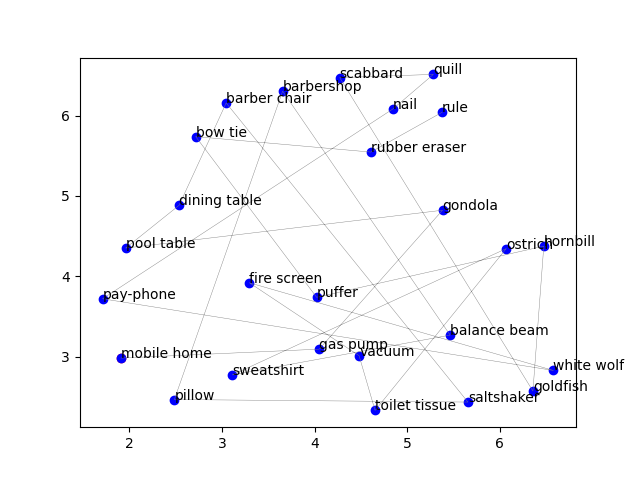 scabbard
quill
barbershop
barber chair
nail
rule
bow tie
rubber eraser
dining table
gondola
pool table
ostrich
hornbill
fire screen
puffer
pay-phone
balance beam
gas pump
vacuum
mobile home
white wolf
sweatshirt
goldfish
pillow
saltshaker
toilet tissue
6
5
4
3
2 3 4 5 6